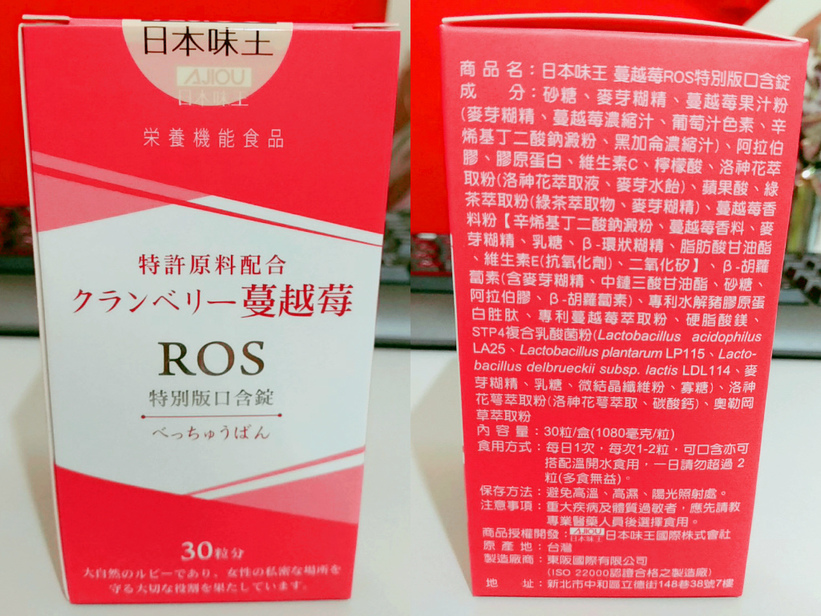 日本味王
AJIOU
日本味王
栄養機能食品
特許原料配合
クランベリー蔓越莓
ROS
特別版口含錠
べっちゅうばん
30粒分
大自然のルビーであり、女性の私密な場所を
守る大切な役割を果たしています。
商品名：日本味王 蔓越莓ROS特別版口含錠
成　　分：砂糖、麥芽糊精、蔓越莓果汁粉
(麥芽糊精、蔓越莓濃縮汁、葡萄汁色素、辛
烯基丁二酸鈉澱粉、黑加侖濃縮汁)、阿拉伯
膠、膠原蛋白、維生素C、檸檬酸、洛神花萃
取粉(洛神花萃取液、麥芽水飴)、蘋果酸、綠
茶萃取粉(綠茶萃取物、麥芽糊精)、蔓越莓香
料粉【辛烯基丁二酸鈉澱粉、蔓越莓香料、麥
芽糊精、乳糖、β-環狀糊精、脂肪酸甘油酯
、維生素E(抗氧化劑)、二氧化矽】、β-胡蘿
蔔素(含麥芽糊精、中鏈三酸甘油酯、砂糖、
阿拉伯膠、β-胡蘿蔔素)、專利水解豬膠原蛋
白胜肽、專利蔓越莓萃取粉、硬脂酸鎂、
STP4複合乳酸菌粉(Lactobacillus acidophilus
LA25、Lactobacillus plantarum LP115、Lacto-
bacillus delbrueckii subsp. lactis LDL114、麥
芽糊精、乳糖、微結晶纖維粉、寡糖)、洛神
花萼萃取粉(洛神花萼萃取、碳酸鈣)、奧勒岡
草萃取粉
內容量：30粒/盒(1080毫克/粒)
食用方式：每日1次，每次1-2粒，可口含亦可
搭配溫開水食用，一日請勿超過 2
粒(多食無益)。
保存方法：避免高溫、高濕、陽光照射處。
注意事項：重大疾病及體質過敏者，應先請教
專業醫藥人員後選擇食用。
商品授權開發：AJIOU日本味王日本味王國際株式會社
原產地：台灣
製造廠商：東阪國際有限公司
(ISO 22000認證合格之製造廠)
地　　址：新北市中和區立德街148巷38號7樓